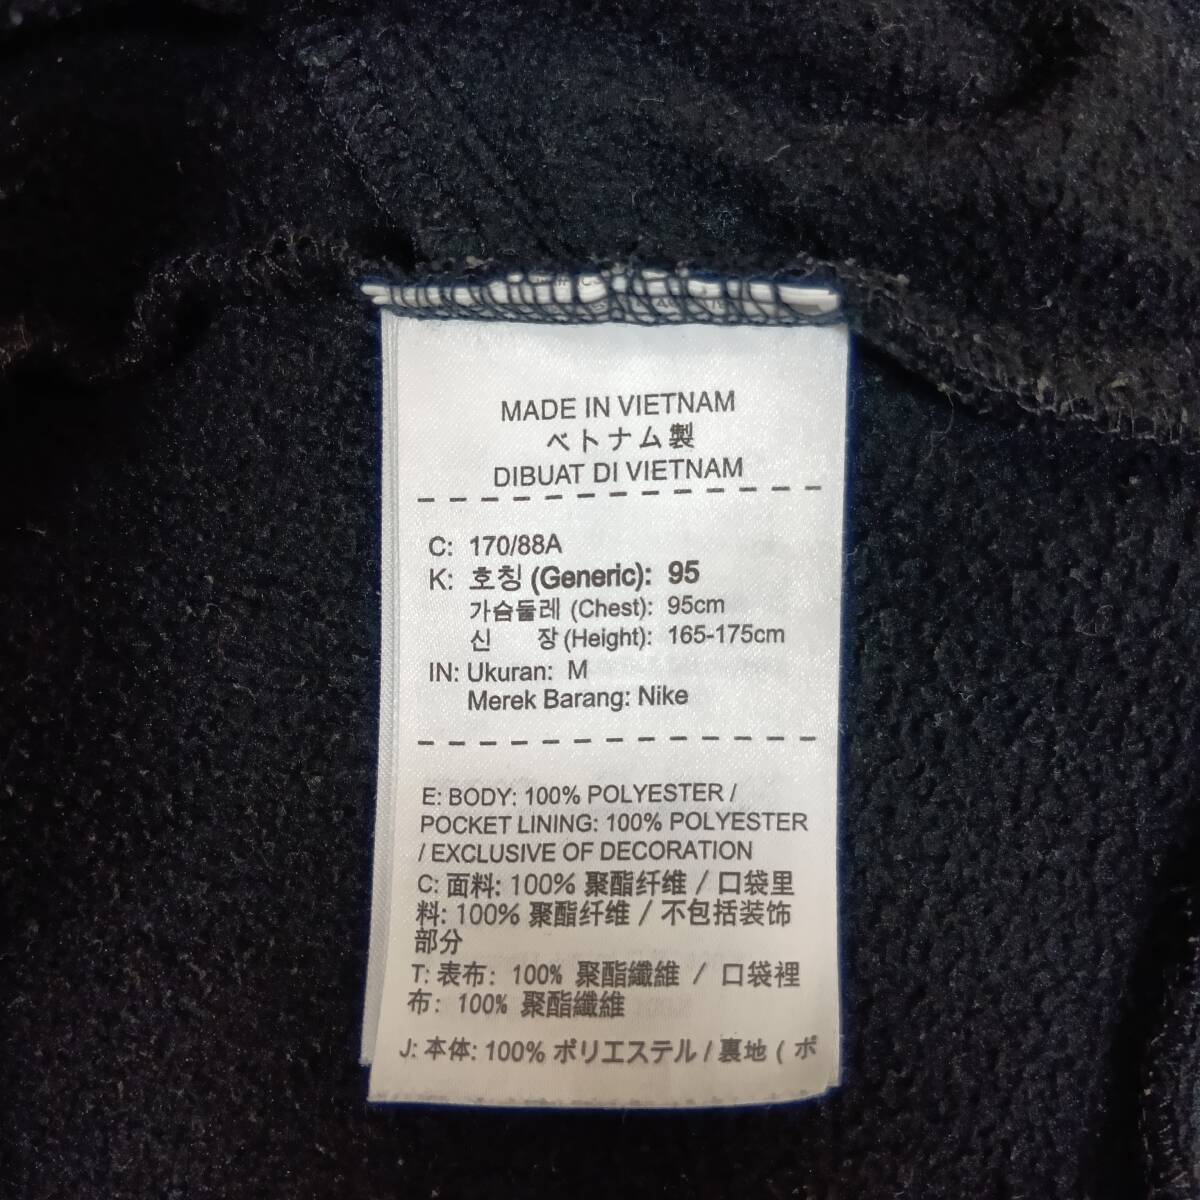 MADE IN VIETNAM
ベトナム製
DIBUAT DI VIETNAM
C: 170/88A
K: 호칭 (Generic): 95
가슴둘레 (Chest): 95cm
신 장 (Height): 165-175cm
IN: Ukuran: M
Merek Barang: Nike
E: BODY: 100% POLYESTER /
POCKET LINING: 100% POLYESTER
/ EXCLUSIVE OF DECORATION
C: 面料: 100% 聚酯纤维 / 口袋里
料: 100% 聚酯纤维 / 不包括装饰
部分
T: 表布: 100% 聚酯纖維 / 口袋裡
布: 100% 聚酯纖維
J: 本体: 100% ポリエステル / 裏地 ( ポ